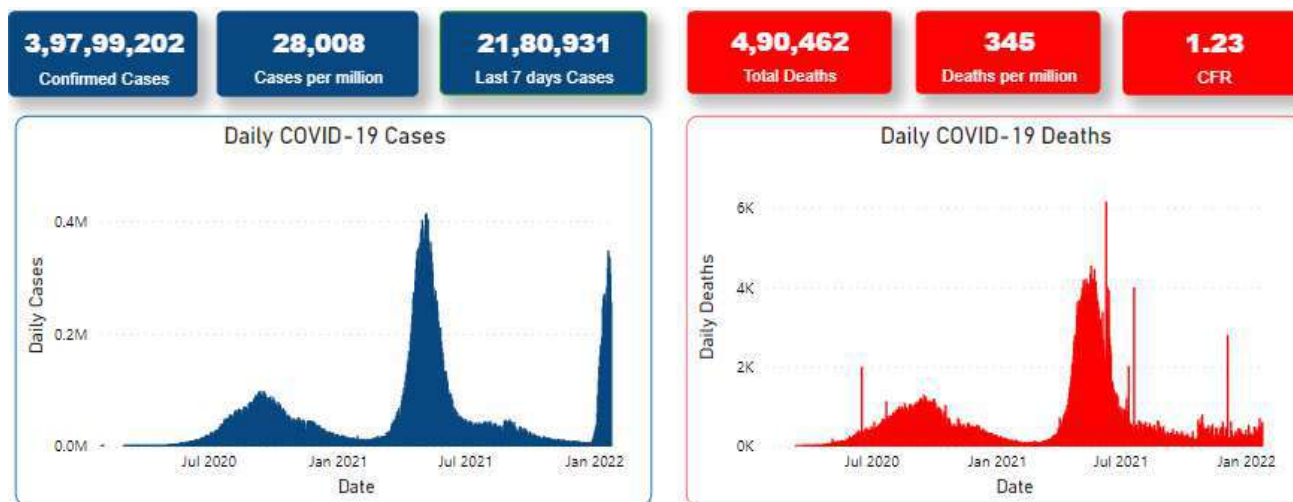 3,97,99,202
Confirmed Cases
28,008
Cases per million
21,80,931
Last 7 days Cases
4,90,462
Total Deaths
345
Deaths per million
1.23
CFR
Daily COVID-19 Cases
Daily Cases
0.4M
0.2M
0.0M
Jul 2020
Jan 2021
Jul 2021
Jan 2022
Date
Daily COVID-19 Deaths
Daily Deaths
6K
4K
2K
0K
Jul 2020
Jan 2021
Jul 2021
Jan 2022
Date